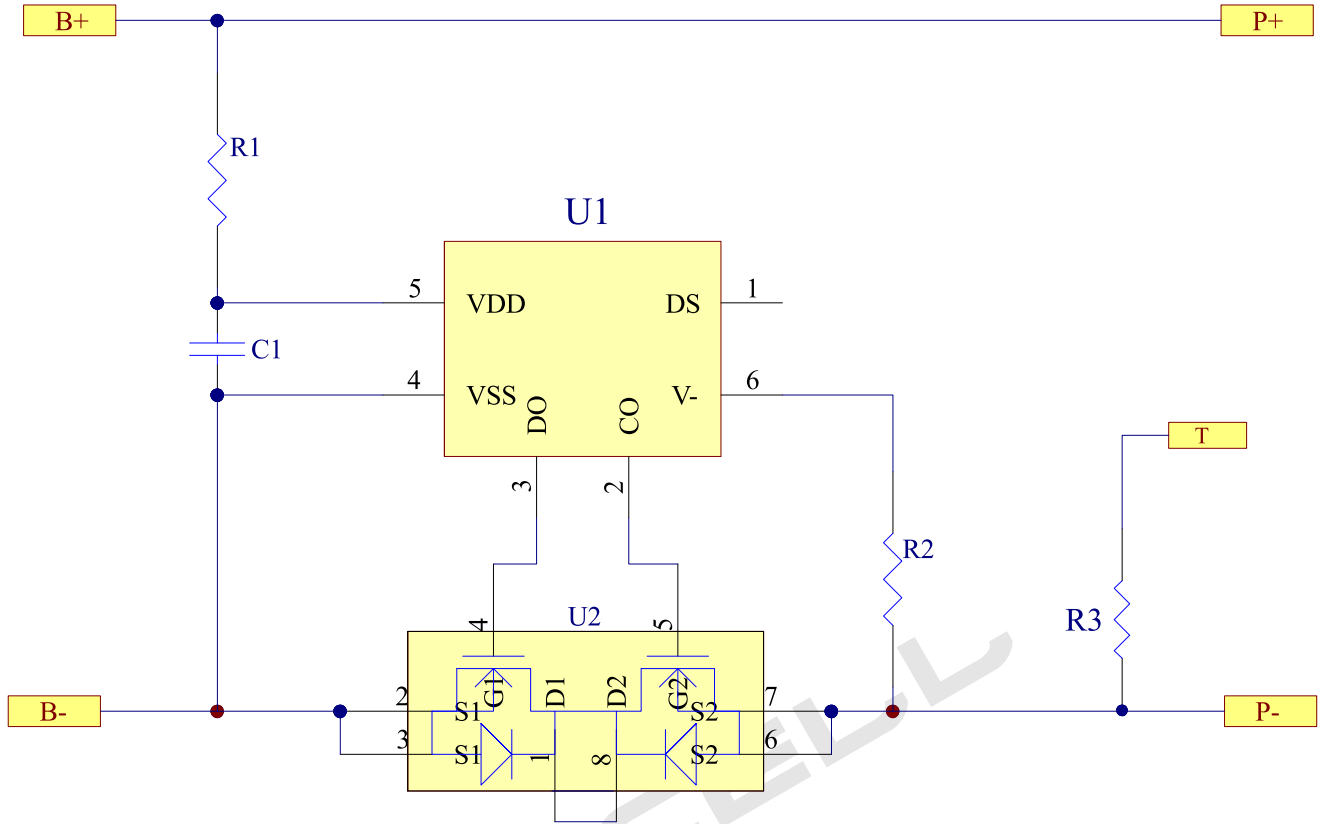 B+
P+
R1
U1
5
VDD
DS
1
C1
4
VSS
V-
6
DO
CO
T
3
2
R2
R3
U2
4
5
G1
D1
D2
G2
2
S1
S2
7
B-
P-
3
S1
1
8
S2
6